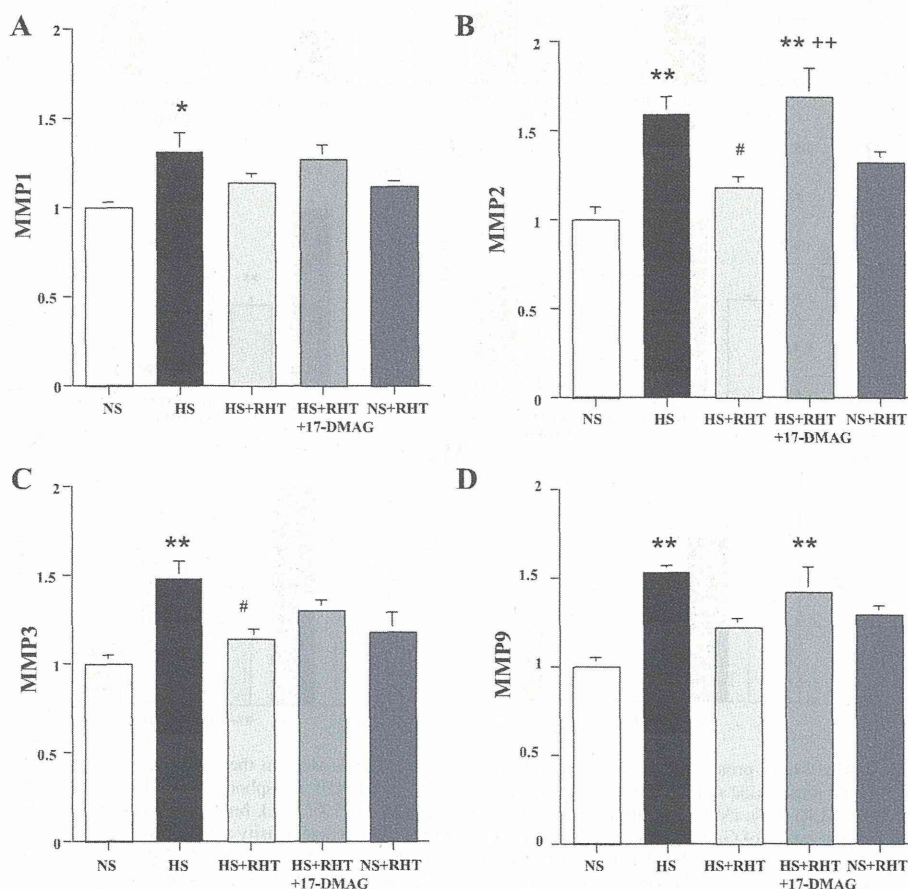 A
MMP1
2
1.5
1
0.5
0
*
NS HS HS+RHT HS+RHT NS+RHT
+17-DMAG
B
MMP2
2
1.5
1
0.5
0
** #  ** ++
NS HS HS+RHT HS+RHT NS+RHT
+17-DMAG
C
MMP3
2
1.5
1
0.5
0
** #
NS HS HS+RHT HS+RHT NS+RHT
+17-DMAG
D
MMP9
2
1.5
1
0.5
0
** **
NS HS HS+RHT HS+RHT NS+RHT
+17-DMAG